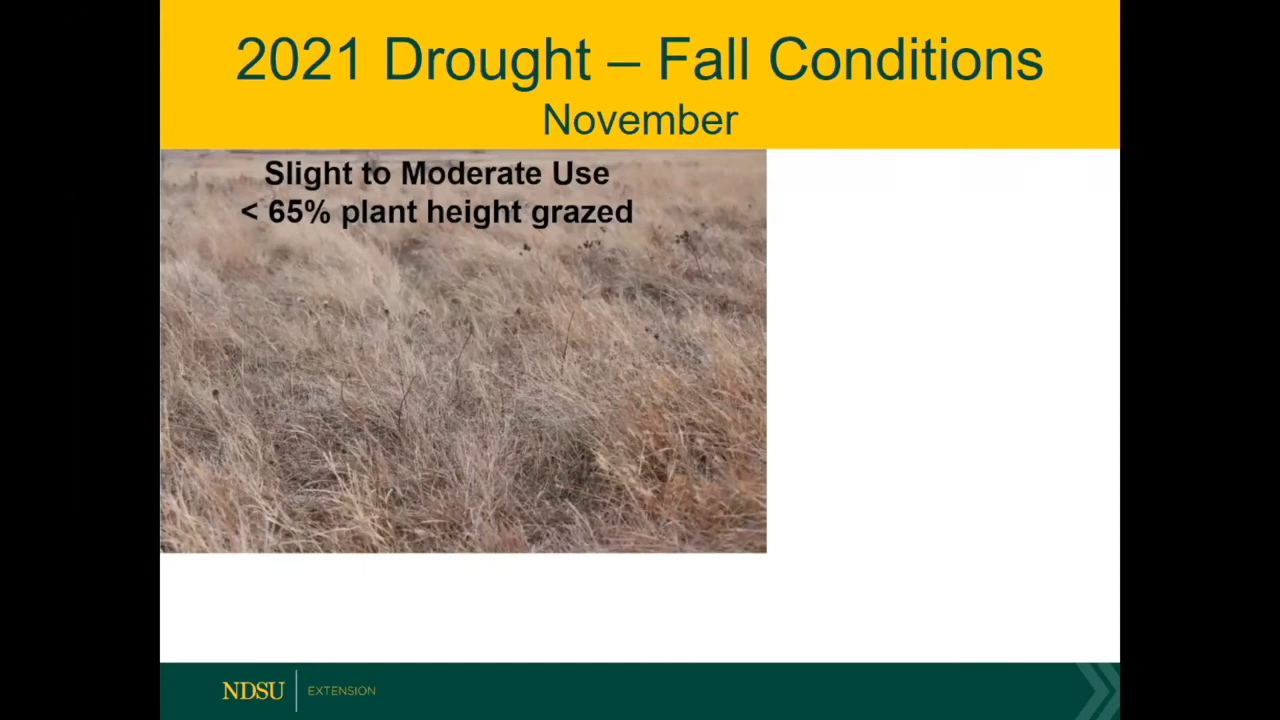 2021 Drought – Fall Conditions
November
Slight to Moderate Use
< 65% plant height grazed
NDSU
EXTENSION